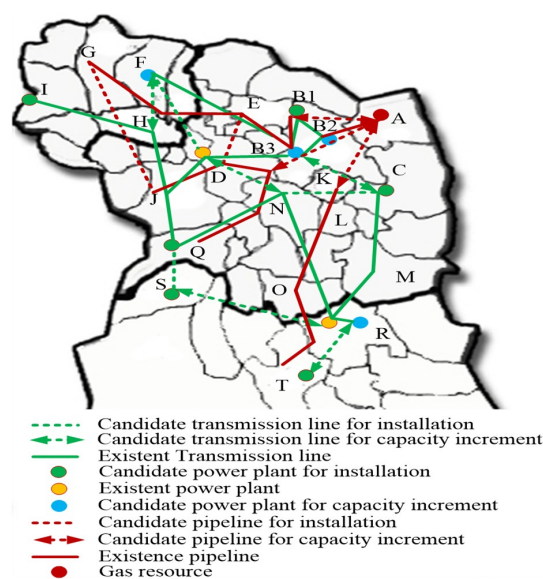 G
F
I
E
B1
A
H
B2
B3
D
K
C
J
N
L
Q
M
S
O
R
T
Candidate transmission line for installation
Candidate transmission line for capacity increment
Existent Transmission line
Candidate power plant for installation
Existent power plant
Candidate power plant for capacity increment
Candidate pipeline for installation
Candidate pipeline for capacity increment
Existence pipeline
Gas resource